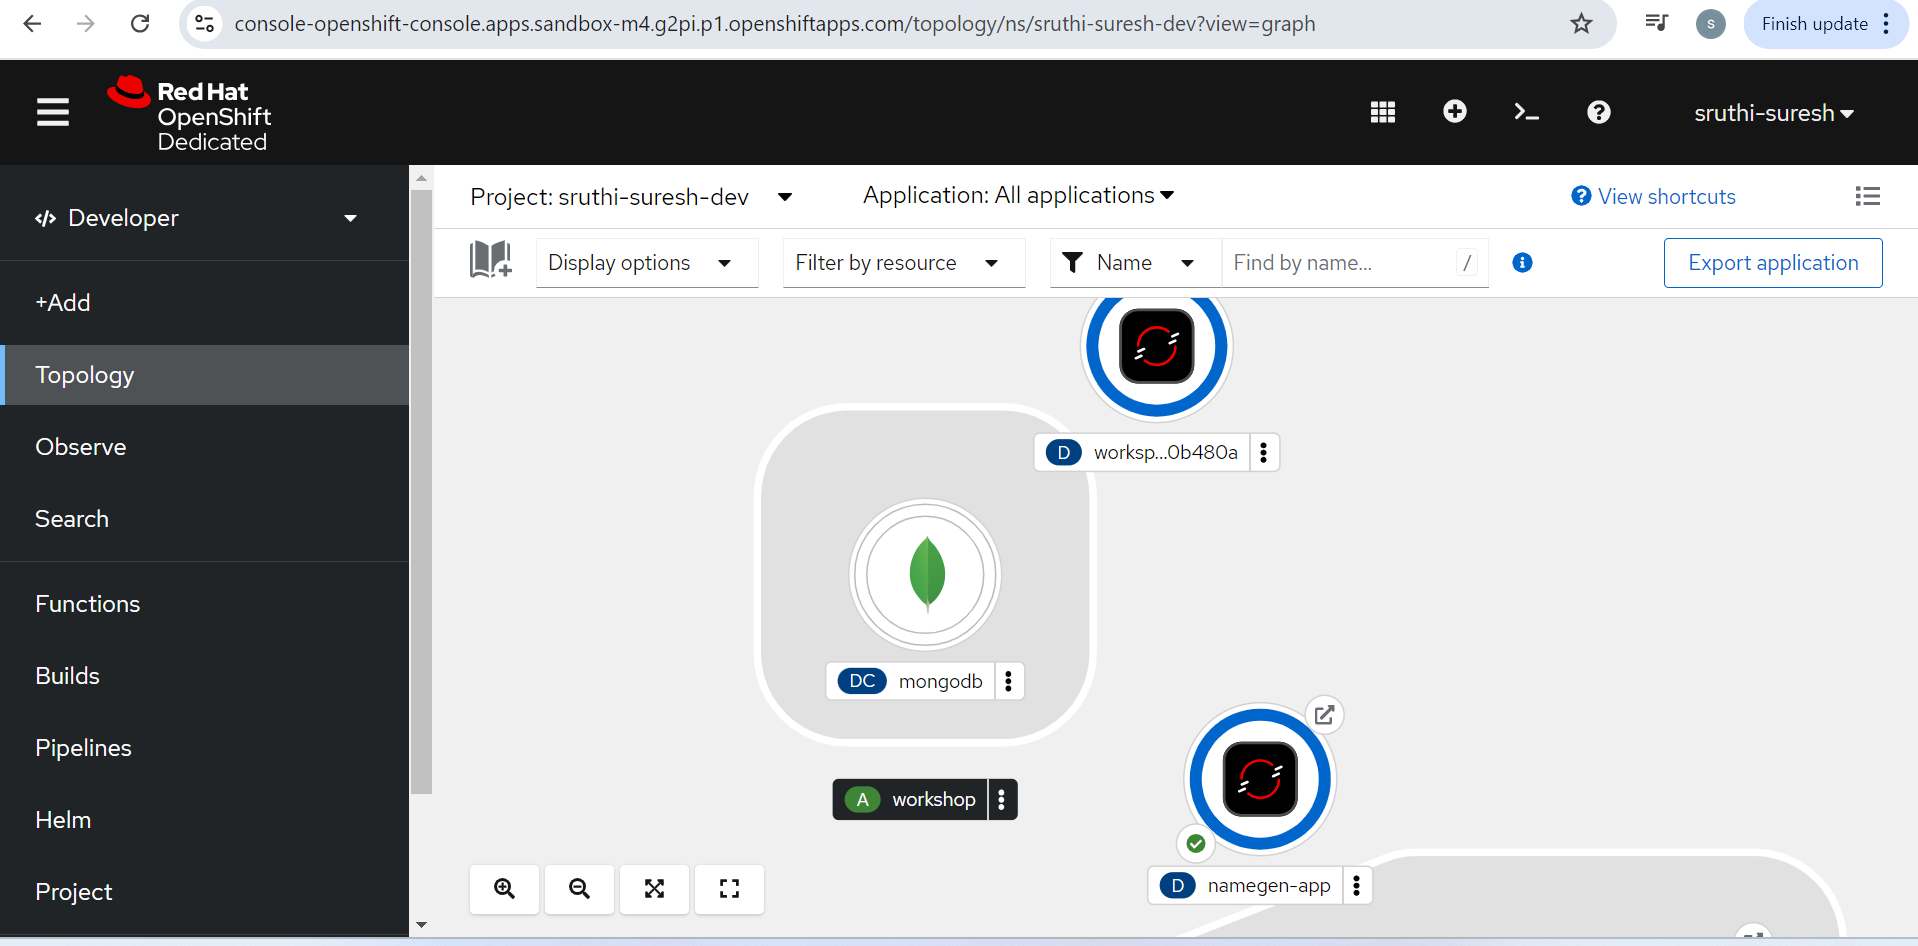 console-openshift-console.apps.sandbox-m4.g2pi.p1.openshiftapps.com/topology/ns/sruthi-suresh-dev?view=graph
S
Finish update
Red Hat
OpenShift
Dedicated
sruthi-suresh
Developer
+Add
Topology
Observe
Search
Functions
Builds
Pipelines
Helm
Project
Project: sruthi-suresh-dev
Application: All applications
View shortcuts
Display options
Filter by resource
Name
Find by name...
/
Export application
D worksp...0b480a
DC mongodb
A workshop
D namegen-app